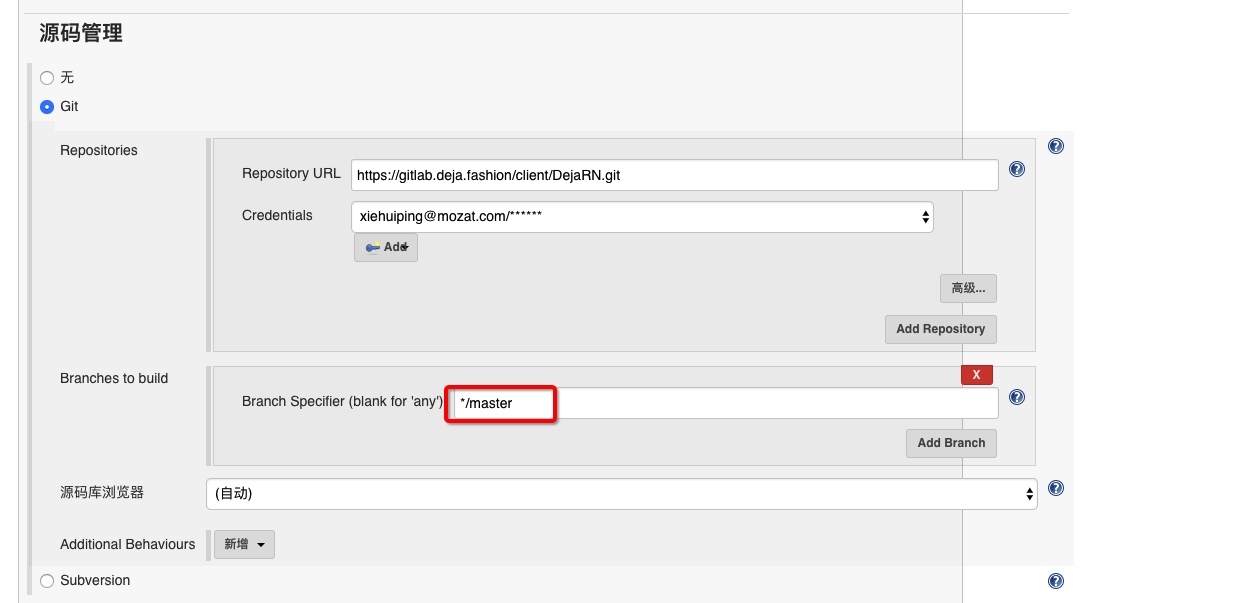 源码管理
无
Git
Repositories
Repository URL
https://gitlab.deja.fashion/client/DejaRN.git
Credentials
xiehuiping@mozat.com/******
Add
高级...
Add Repository
Branches to build
X
Branch Specifier (blank for 'any')
*/master
Add Branch
源码库浏览器
(自动)
Additional Behaviours
新增
Subversion